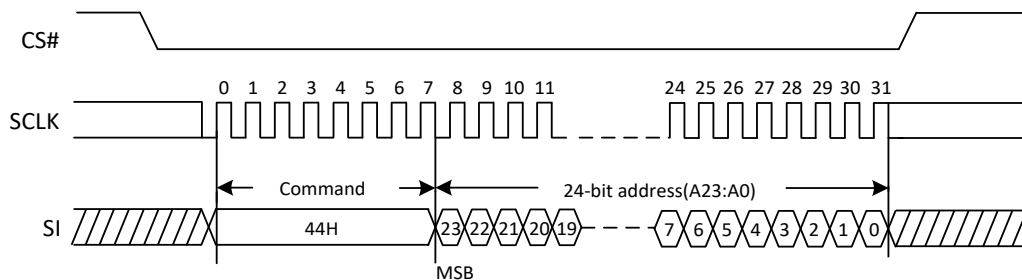 CS#
0 1 2 3 4 5 6 7 8 9 10 11 24 25 26 27 28 29 30 31
SCLK
Command 24-bit address(A23:A0)
SI 44H 23 22 21 20 19 7 6 5 4 3 2 1 0
MSB